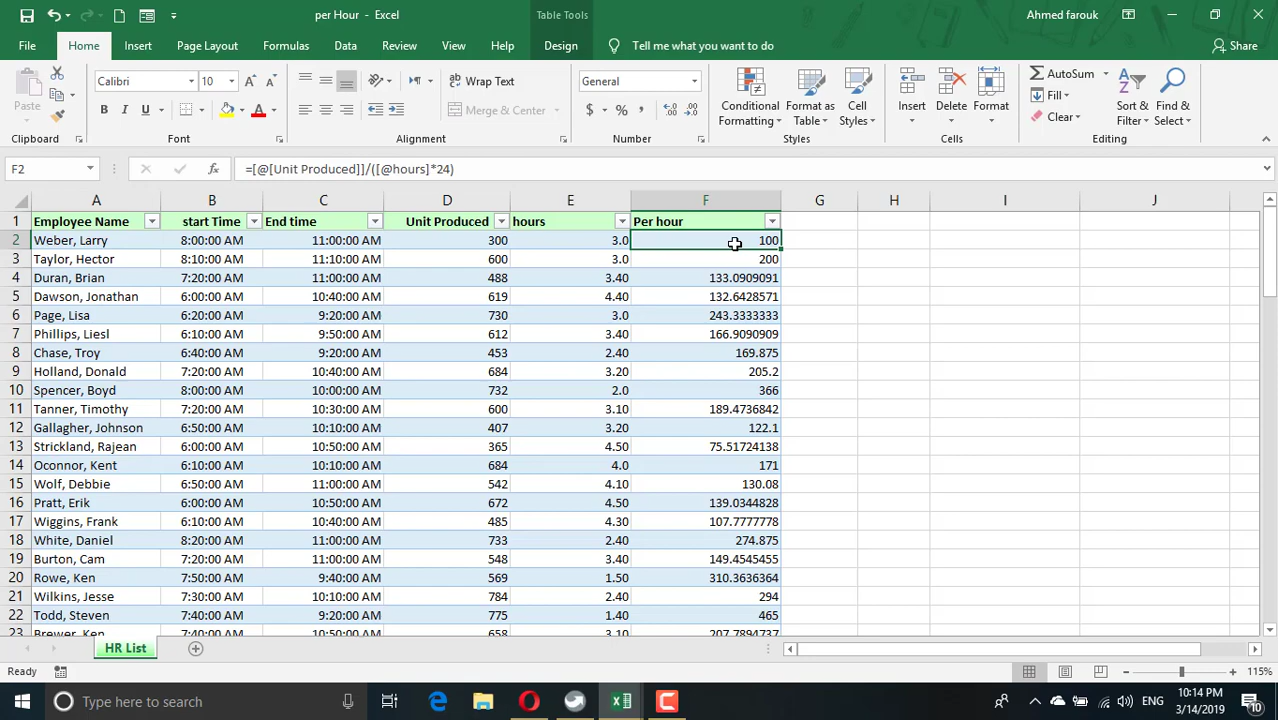 per Hour - Excel
Table Tools
Ahmed farouk
File Home Insert Page Layout Formulas Data Review View Help Design Tell me what you want to do Share
Paste
Clipboard
Calibri 10
B I U
Font
Wrap Text
Merge & Center
Alignment
General
$ %
Number
Conditional Formatting
Format as Table
Cell Styles
Styles
Insert Delete Format
Cells
AutoSum
Fill
Clear
Sort & Filter
Find & Select
Editing
F2 fx =[@[Unit Produced]]/([@hours]*24)
A B C D E F G H I J
1 Employee Name start Time End time Unit Produced hours Per hour
2 Weber, Larry 8:00:00 AM 11:00:00 AM 300 3.0 100
3 Taylor, Hector 8:10:00 AM 11:10:00 AM 600 3.0 200
4 Duran, Brian 7:20:00 AM 11:00:00 AM 488 3.40 133.0909091
5 Dawson, Jonathan 6:00:00 AM 10:40:00 AM 619 4.40 132.6428571
6 Page, Lisa 6:20:00 AM 9:20:00 AM 730 3.0 243.3333333
7 Phillips, Liesl 6:10:00 AM 9:50:00 AM 612 3.40 166.9090909
8 Chase, Troy 6:40:00 AM 9:20:00 AM 453 2.40 169.875
9 Holland, Donald 7:20:00 AM 10:40:00 AM 684 3.20 205.2
10 Spencer, Boyd 8:00:00 AM 10:00:00 AM 732 2.0 366
11 Tanner, Timothy 7:20:00 AM 10:30:00 AM 600 3.10 189.4736842
12 Gallagher, Johnson 6:50:00 AM 10:10:00 AM 407 3.20 122.1
13 Strickland, Rajean 6:00:00 AM 10:50:00 AM 365 4.50 75.51724138
14 Oconnor, Kent 6:10:00 AM 10:10:00 AM 684 4.0 171
15 Wolf, Debbie 6:50:00 AM 11:00:00 AM 542 4.10 130.08
16 Pratt, Erik 6:00:00 AM 10:50:00 AM 672 4.50 139.0344828
17 Wiggins, Frank 6:10:00 AM 10:40:00 AM 485 4.30 107.7777778
18 White, Daniel 8:20:00 AM 11:00:00 AM 733 2.40 274.875
19 Burton, Cam 7:20:00 AM 11:00:00 AM 548 3.40 149.4545455
20 Rowe, Ken 7:50:00 AM 9:40:00 AM 569 1.50 310.3636364
21 Wilkins, Jesse 7:30:00 AM 10:10:00 AM 784 2.40 294
22 Todd, Steven 7:40:00 AM 9:20:00 AM 775 1.40 465
23 Brewer, Ken 7:40:00 AM 10:50:00 AM 658 3.10 207.7894737
HR List
Ready
115%
Type here to search
ENG
10:14 PM
3/14/2019
10